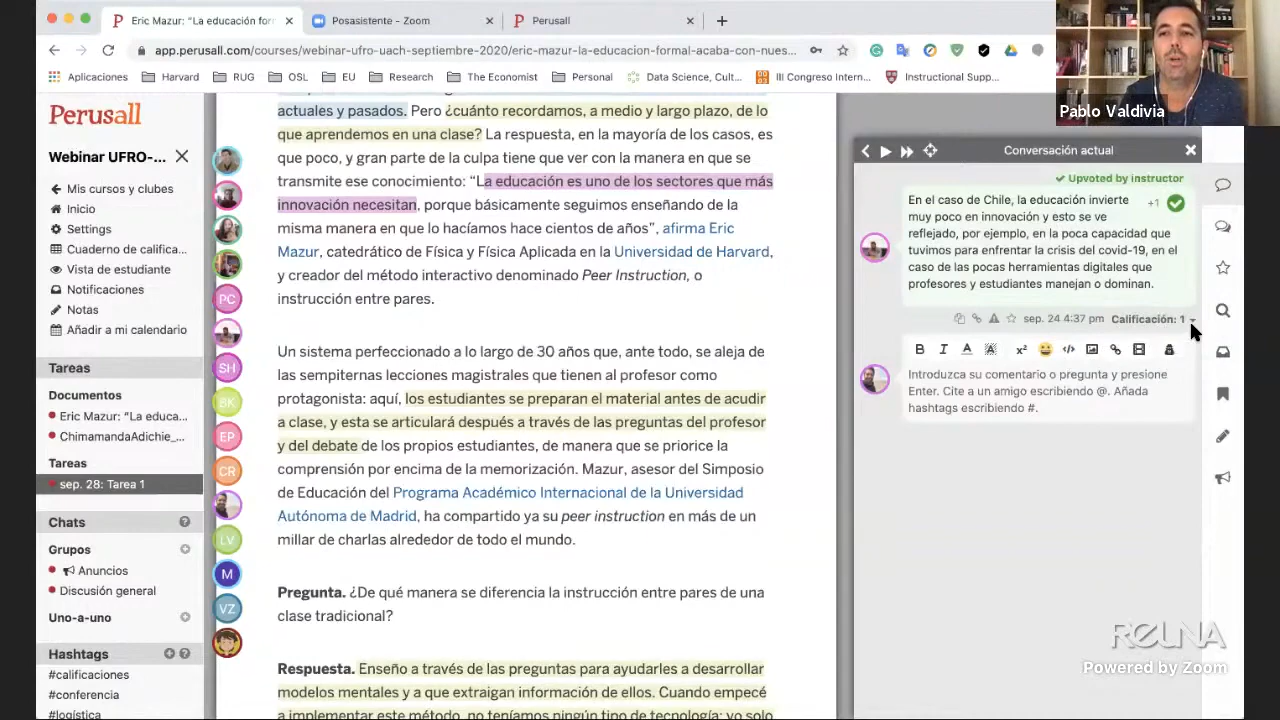 Eric Mazur: “La educación for
Posasistente - Zoom
Perusall
app.perusall.com/courses/webinar-ufro-uach-septiembre-2020/eric-mazur-la-educacion-formal-acaba-con-nues...
Aplicaciones
Harvard
RUG
OSL
EU
Research
The Economist
Personal
Data Science, Cult...
III Congreso Intern...
Instructional Supp...
Pablo Valdivia
Perusall
Webinar UFRO-...
Mis cursos y clubes
Inicio
Settings
Cuaderno de califica...
Vista de estudiante
Notificaciones
Notas
Añadir a mi calendario
Tareas
Documentos
Eric Mazur: “La educa...
ChimamandaAdichie_...
Tareas
sep. 28: Tarea 1
Chats
Grupos
Anuncios
Discusión general
Uno-a-uno
Hashtags
#calificaciones
#conferencia
#logística
PC
SH
BK
EP
CR
LV
M
VZ
actuales y pasados. Pero ¿cuánto recordamos, a medio y largo plazo, de lo
que aprendemos en una clase? La respuesta, en la mayoría de los casos, es
que poco, y gran parte de la culpa tiene que ver con la manera en que se
transmite ese conocimiento: “La educación es uno de los sectores que más
innovación necesitan, porque básicamente seguimos enseñando de la
misma manera en que lo hacíamos hace cientos de años”, afirma Eric
Mazur, catedrático de Física y Física Aplicada en la Universidad de Harvard,
y creador del método interactivo denominado Peer Instruction, o
instrucción entre pares.
Un sistema perfeccionado a lo largo de 30 años que, ante todo, se aleja de
las sempiternas lecciones magistrales que tienen al profesor como
protagonista: aquí, los estudiantes se preparan el material antes de acudir
a clase, y esta se articulará después a través de las preguntas del profesor
y del debate de los propios estudiantes, de manera que se priorice la
comprensión por encima de la memorización. Mazur, asesor del Simposio
de Educación del Programa Académico Internacional de la Universidad
Autónoma de Madrid, ha compartido ya su peer instruction en más de un
millar de charlas alrededor de todo el mundo.
Pregunta. ¿De qué manera se diferencia la instrucción entre pares de una
clase tradicional?
Respuesta. Enseño a través de las preguntas para ayudarles a desarrollar
modelos mentales y a que extraigan información de ellos. Cuando empecé
a implementar este método, no teníamos ningún tipo de tecnología: yo solo
Conversación actual
Upvoted by instructor
+1
En el caso de Chile, la educación invierte
muy poco en innovación y esto se ve
reflejado, por ejemplo, en la poca capacidad que
tuvimos para enfrentar la crisis del covid-19, en el
caso de las pocas herramientas digitales que
profesores y estudiantes manejan o dominan.
sep. 24 4:37 pm Calificación: 1
B I A x²
Introduzca su comentario o pregunta y presione
Enter. Cite a un amigo escribiendo @. Añada
hashtags escribiendo #.
REUNA
Powered by Zoom